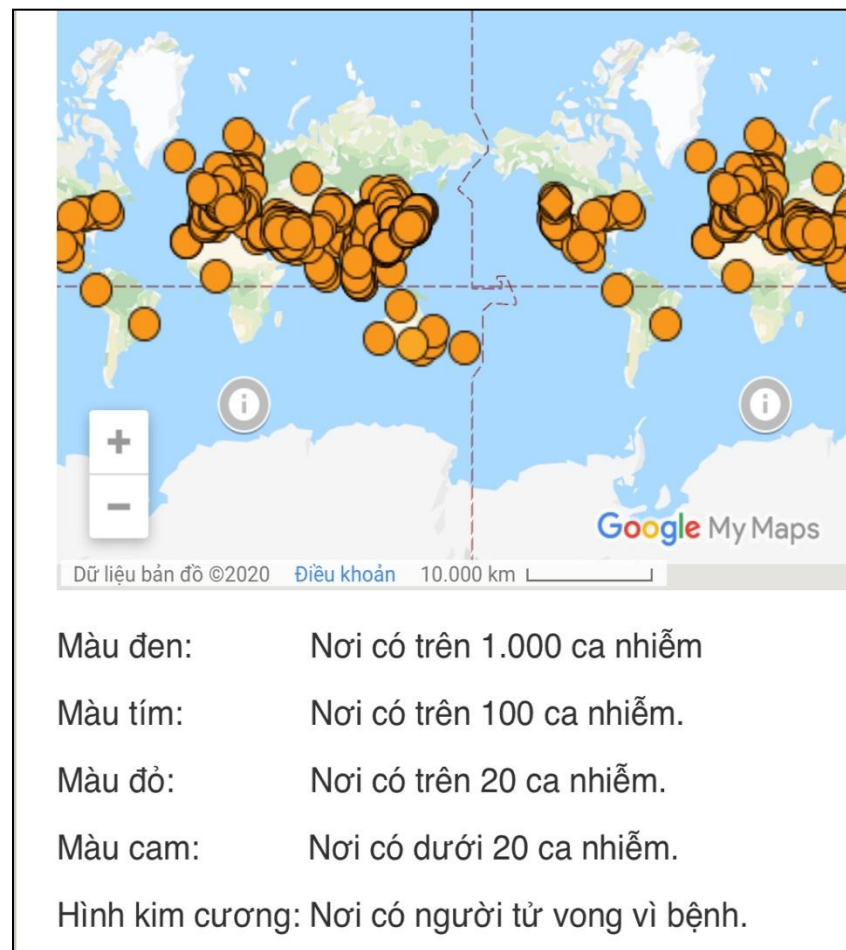 Google My Maps
Dữ liệu bản đồ ©2020 Điều khoản 10.000 km
Màu đen: Nơi có trên 1.000 ca nhiễm
Màu tím: Nơi có trên 100 ca nhiễm.
Màu đỏ: Nơi có trên 20 ca nhiễm.
Màu cam: Nơi có dưới 20 ca nhiễm.
Hình kim cương: Nơi có người tử vong vì bệnh.